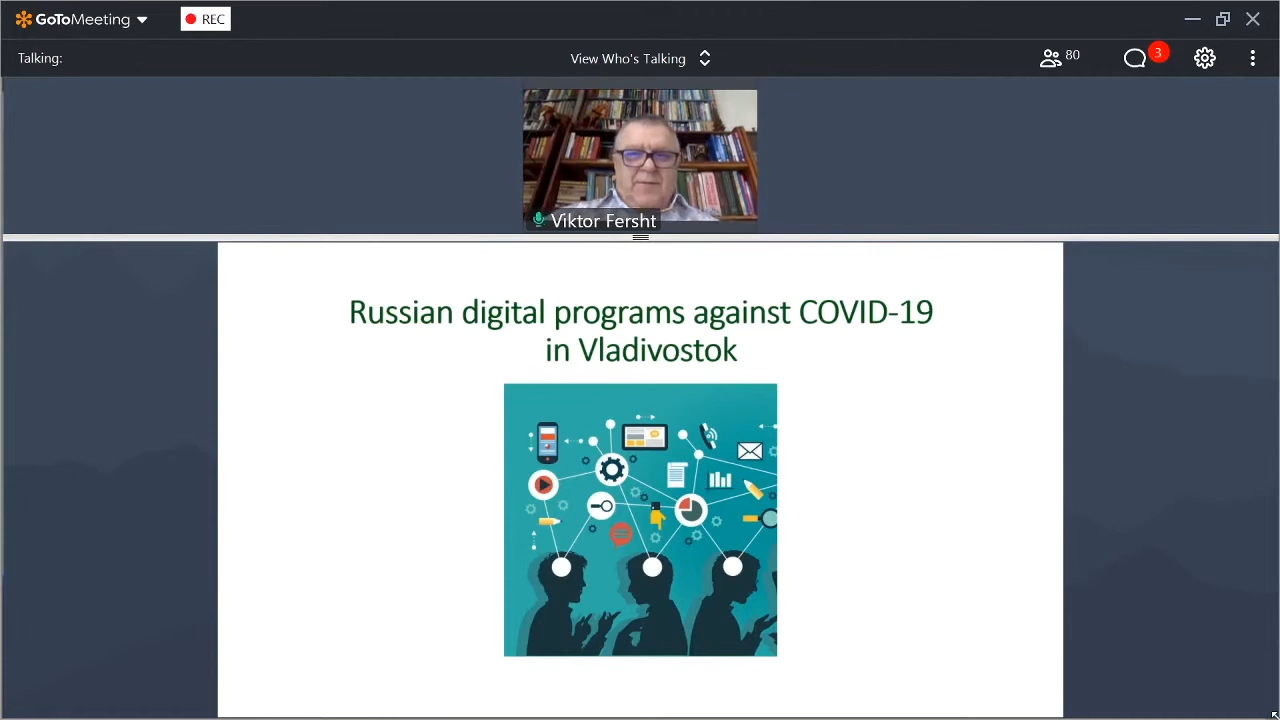 GoToMeeting
REC
Talking:
View Who's Talking
80
3
Viktor Fersht
Russian digital programs against COVID-19
in Vladivostok